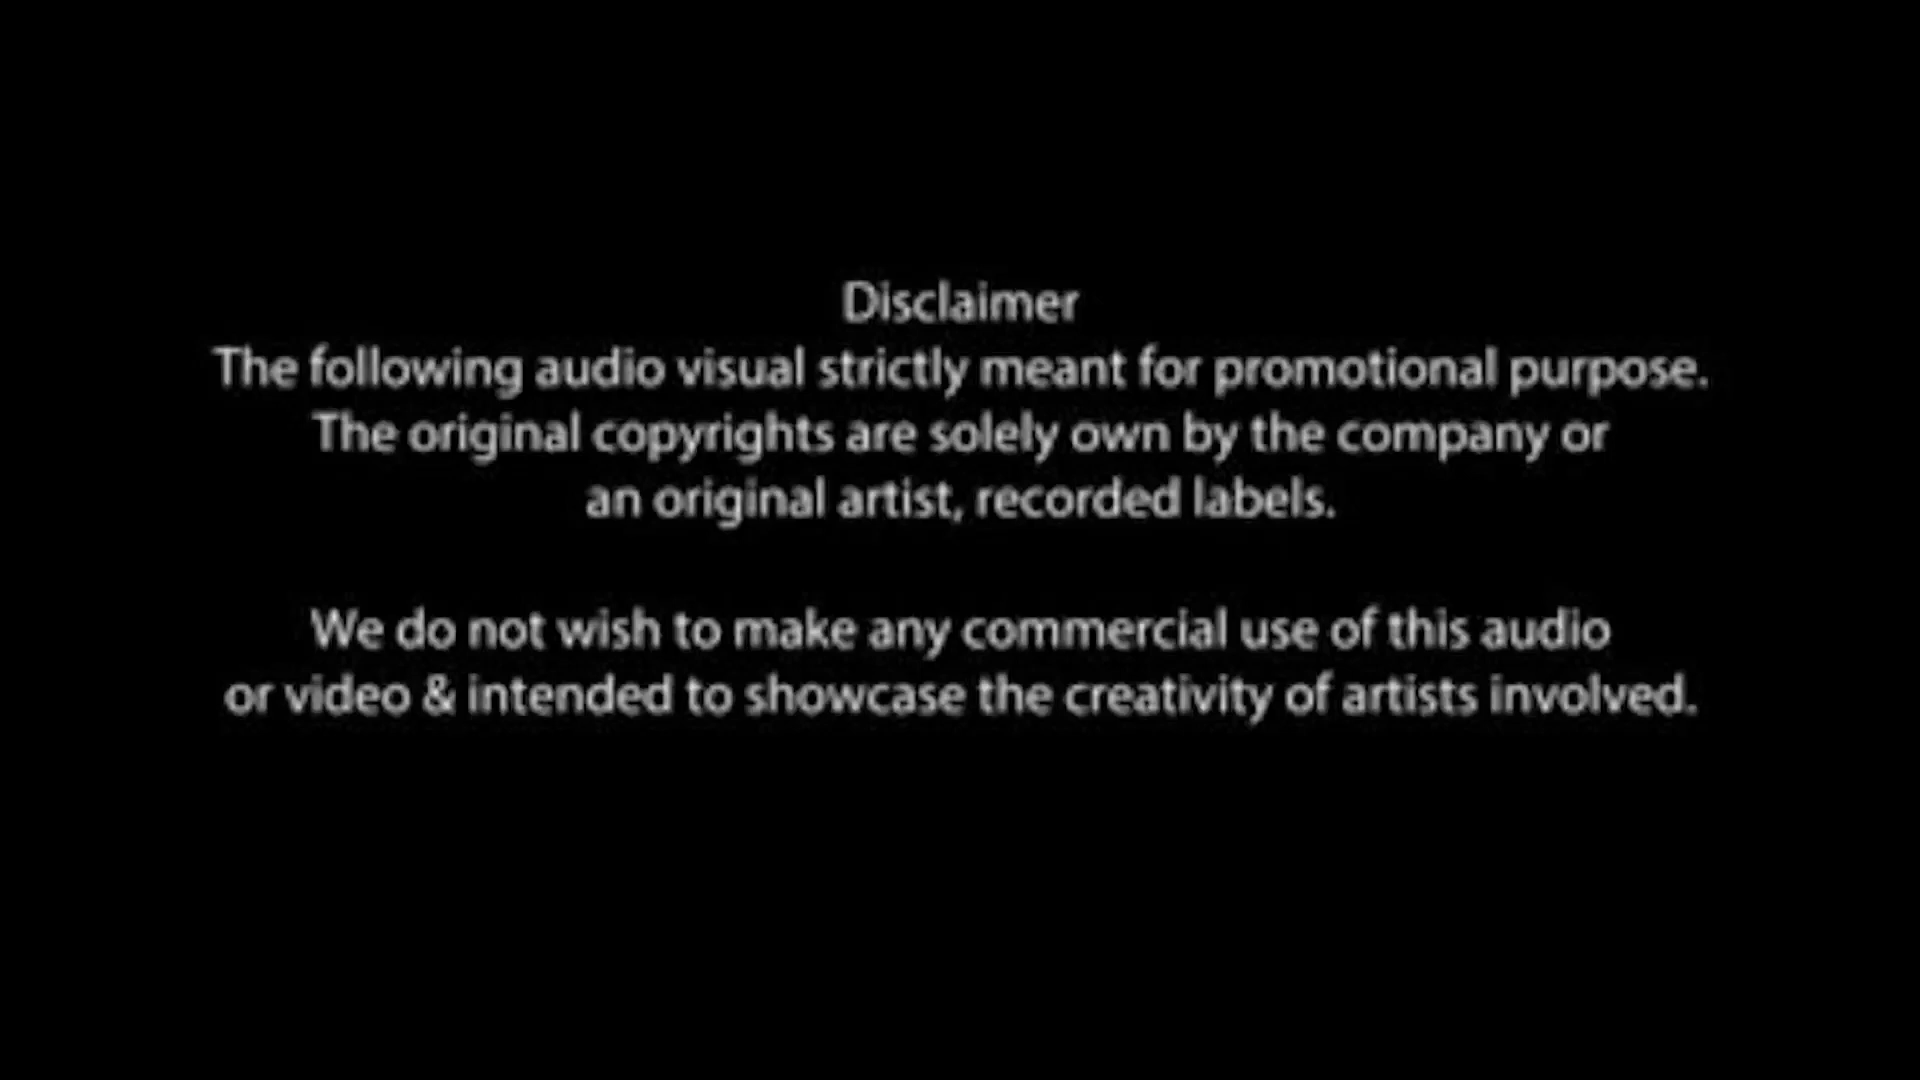 Disclaimer
The following audio visual strictly meant for promotional purpose.
The original copyrights are solely own by the company or
an original artist, recorded labels.
We do not wish to make any commercial use of this audio
or video & intended to showcase the creativity of artists involved.